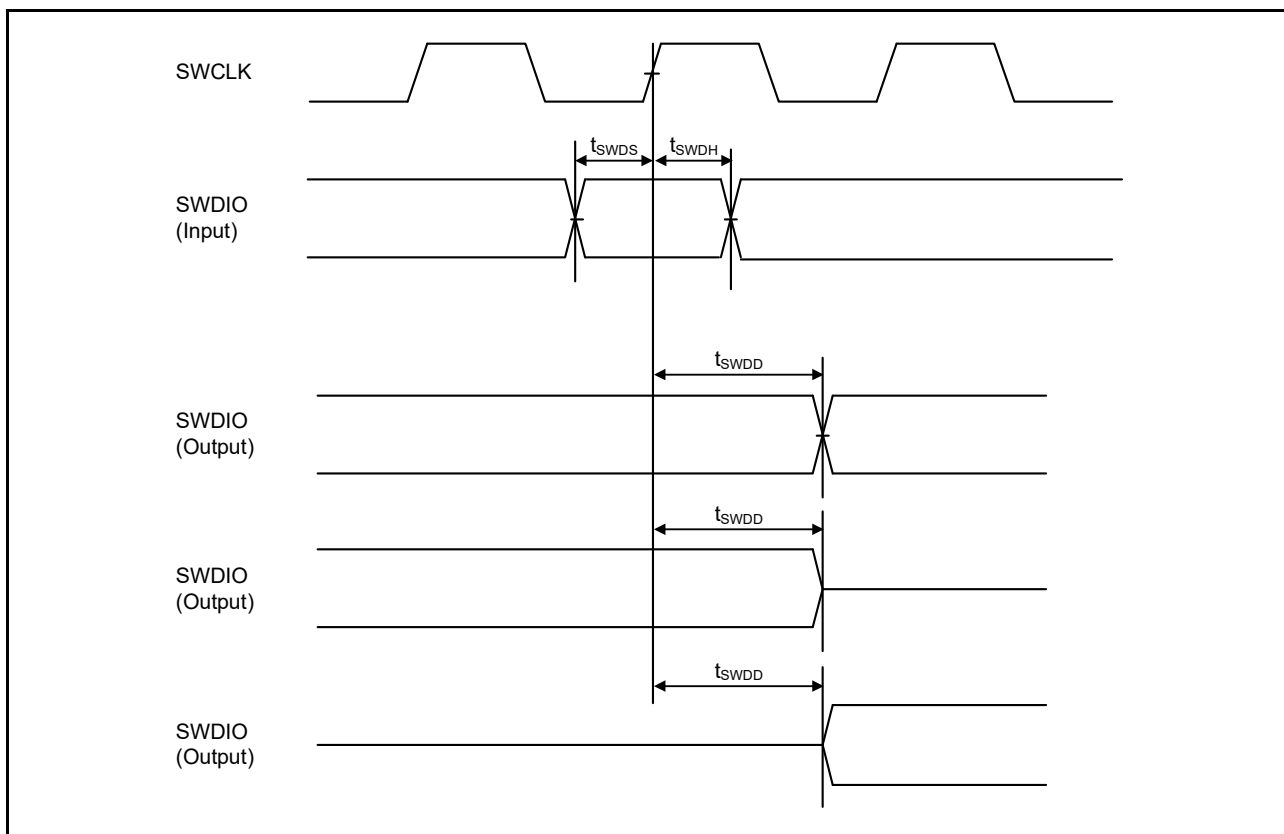 SWCLK
tSWDS
tSWDH
SWDIO
(Input)
tSWDD
SWDIO
(Output)
tSWDD
SWDIO
(Output)
tSWDD
SWDIO
(Output)